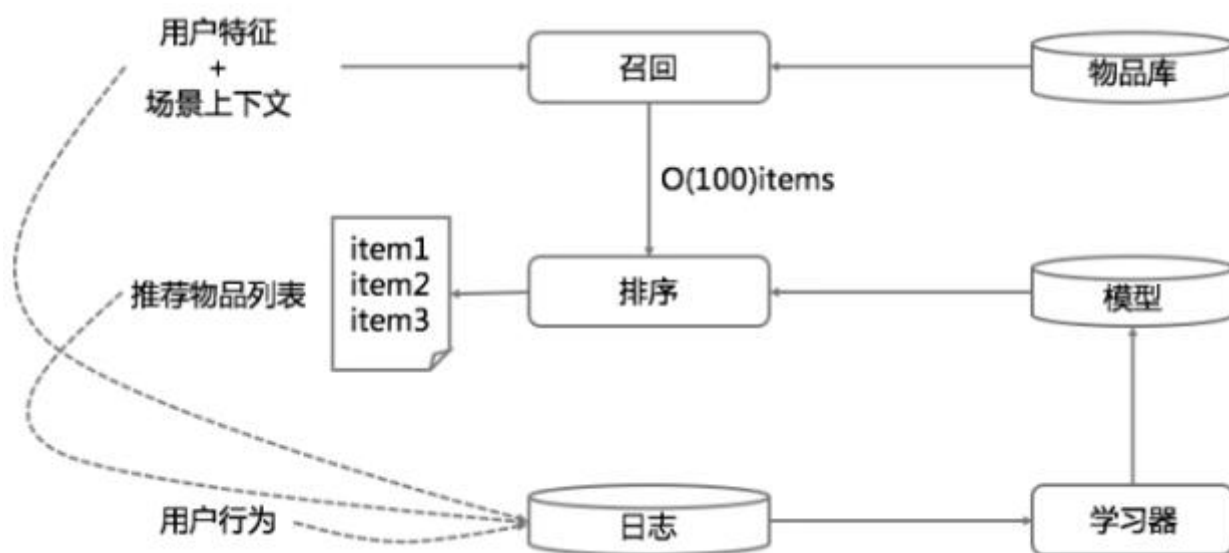 用户特征
+
场景上下文
召回
物品库
O(100)items
item1
item2
item3
推荐物品列表
排序
模型
用户行为
日志
学习器